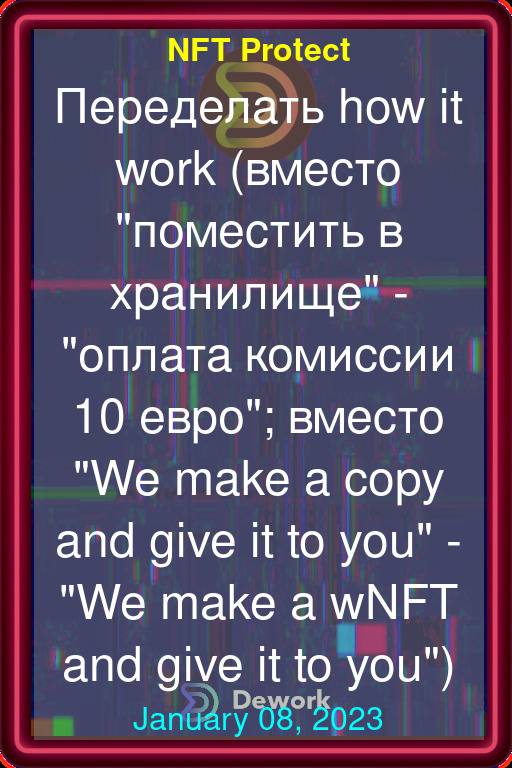 NFT Protect
Переделать how it
work (вместо
"поместить в
хранилище" -
"оплата комиссии
10 евро"; вместо
"We make a copy
and give it to you" -
"We make a wNFT
and give it to you")
Dework
January 08, 2023